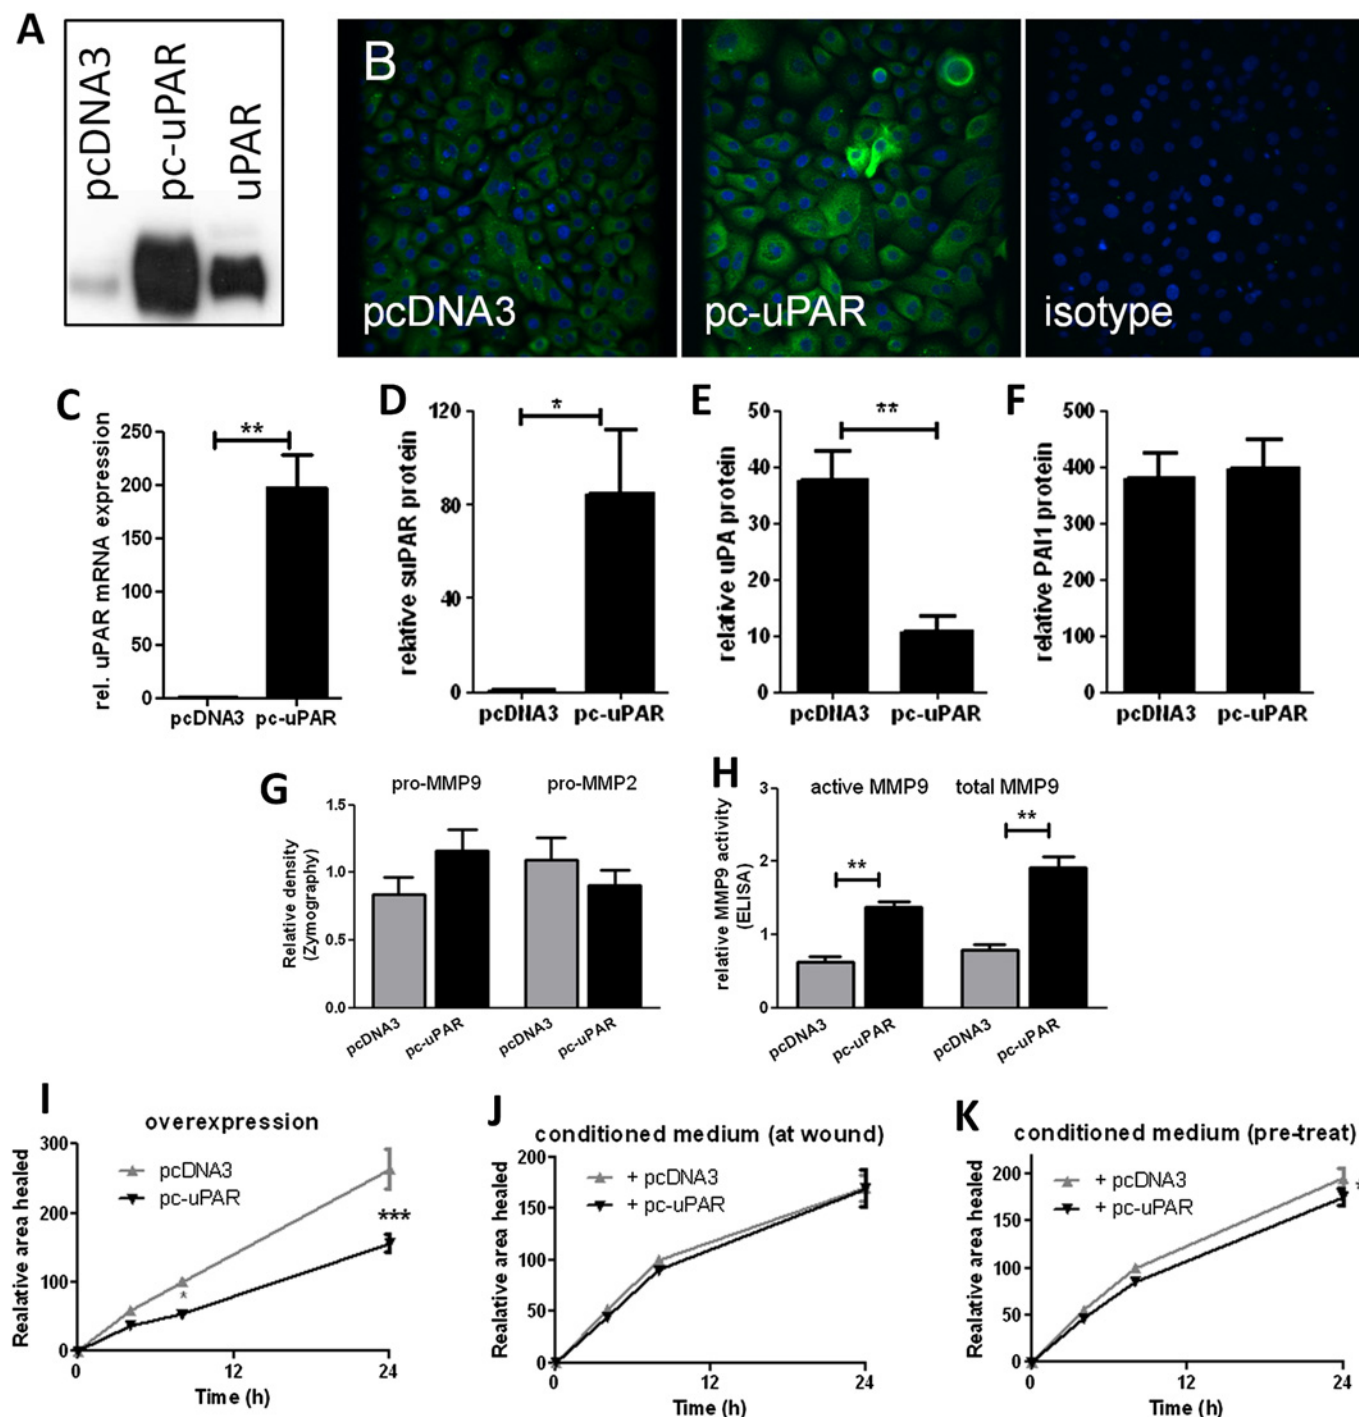 A
pcDNA3
pc-uPAR
uPAR
B
pcDNA3
pc-uPAR
isotype
C
rel. uPAR mRNA expression
250
200
150
100
50
0
**
pcDNA3 pc-uPAR
D
relative suPAR protein
120
80
40
0
*
pcDNA3 pc-uPAR
E
relative uPA protein
50
40
30
20
10
0
**
pcDNA3 pc-uPAR
F
relative PAI1 protein
500
400
300
200
100
0
pcDNA3 pc-uPAR
G
pro-MMP9 pro-MMP2
Relative density
(Zymography)
1.5
1.0
0.5
0.0
pcDNA3 pc-uPAR pcDNA3 pc-uPAR
H
active MMP9 total MMP9
relative MMP9 activity
(ELISA)
3
2
1
0
** **
pcDNA3 pc-uPAR pcDNA3 pc-uPAR
I
overexpression
Realative area healed
300
200
100
0
pcDNA3
pc-uPAR
*
***
0 12 24
Time (h)
J
conditioned medium (at wound)
Realative area healed
200
150
100
50
0
+ pcDNA3
+ pc-uPAR
0 12 24
Time (h)
K
conditioned medium (pre-treat)
Realative area healed
200
150
100
50
0
+ pcDNA3
+ pc-uPAR
*
0 12 24
Time (h)